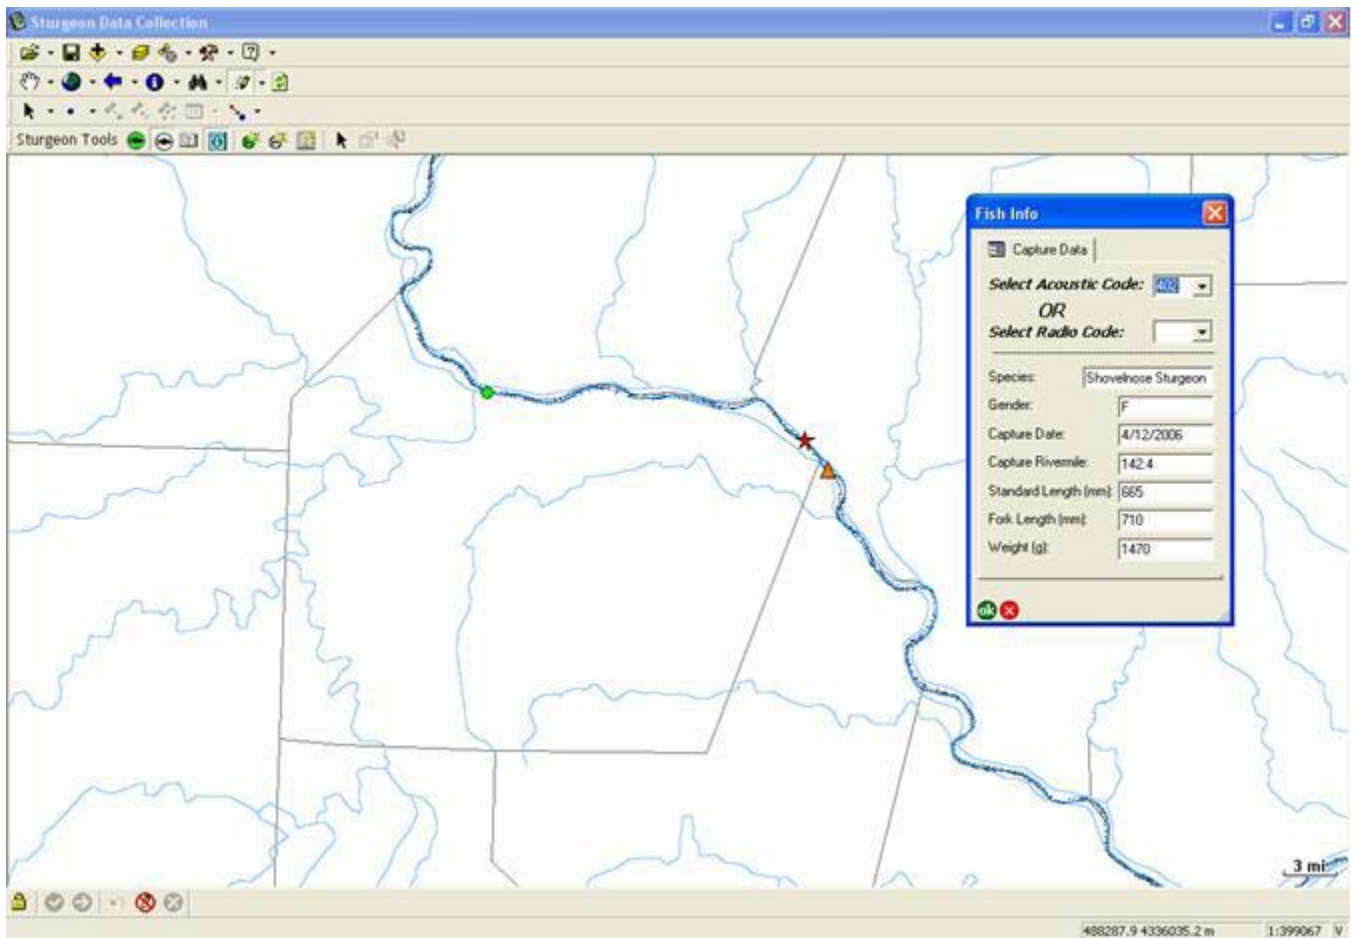 Sturgeon Data Collection
Sturgeon Tools
Fish Info
Capture Data
Select Acoustic Code: 402
OR
Select Radio Code:
Species: Shovelnose Sturgeon
Gender: F
Capture Date: 4/12/2006
Capture Rivermile: 142.4
Standard Length (mm): 665
Fork Length (mm): 710
Weight (g): 1470
ok
3 mi
488287.9 4336035.2 m 1:399067 V